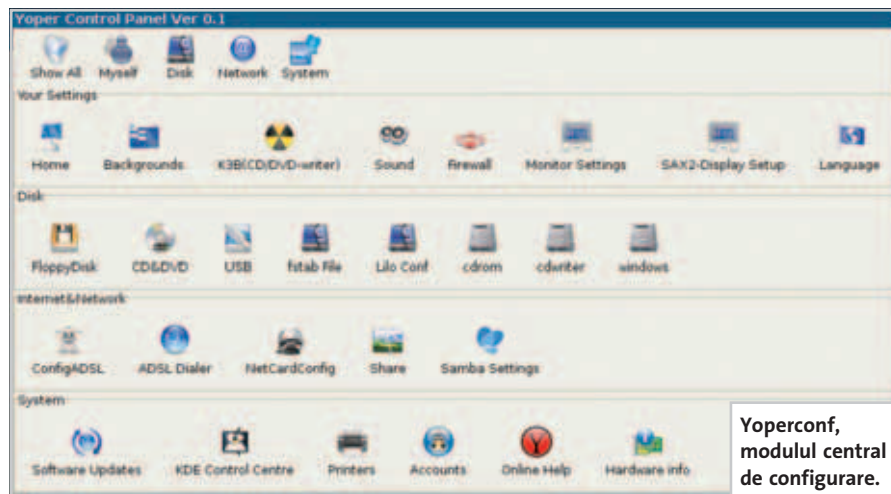 Yoper Control Panel Ver 0.1
Show All Myself Disk Network System
Your Settings
Home Backgrounds K3B(CD/DVD-writer) Sound Firewall Monitor Settings SAX2-Display Setup Language
Disk
FloppyDisk CD&DVD USB fstab File Lilo Conf cdrom cdwriter windows
Internet&Network
ConfigADSL ADSL Dialer NetCardConfig Share Samba Settings
System
Software Updates KDE Control Centre Printers Accounts Online Help Hardware info
Yoperconf,
modulul central
de configurare.